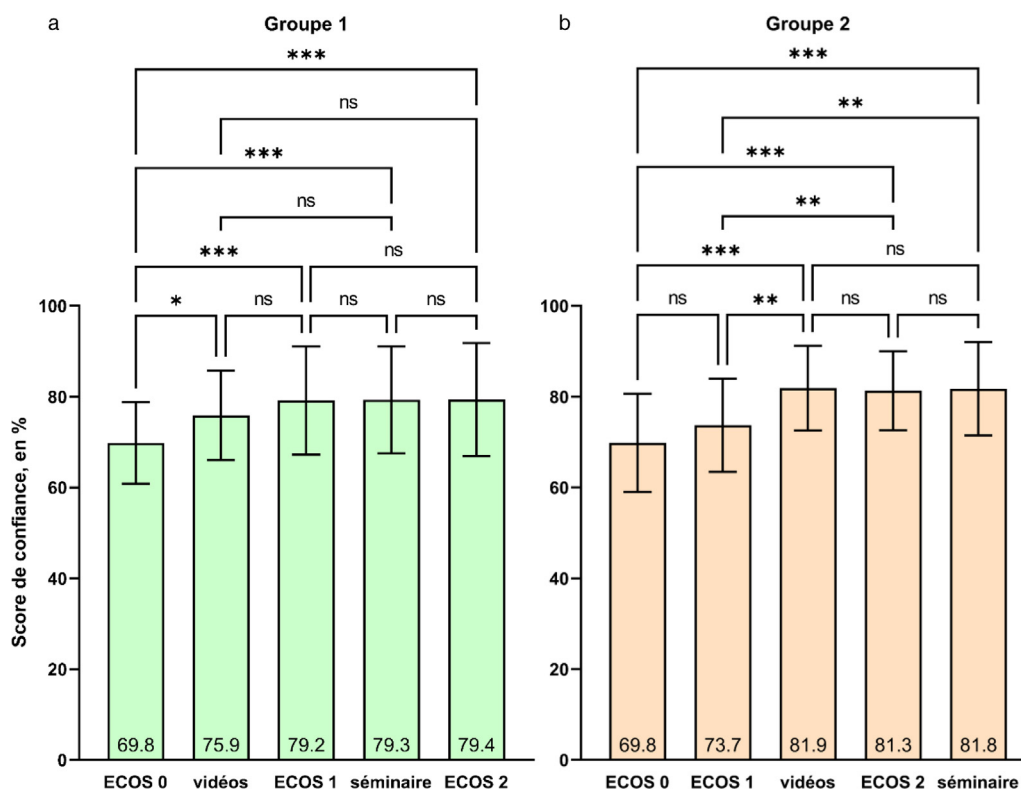 a
Groupe 1
***
ns
***
ns
***
ns
*
ns
ns
ns
Score de confiance, en %
100
80
60
40
20
0
69.8
75.9
79.2
79.3
79.4
ECOS 0
vidéos
ECOS 1
séminaire
ECOS 2
b
Groupe 2
***
**
***
**
***
ns
ns
**
ns
ns
100
80
60
40
20
0
69.8
73.7
81.9
81.3
81.8
ECOS 0
ECOS 1
vidéos
ECOS 2
séminaire